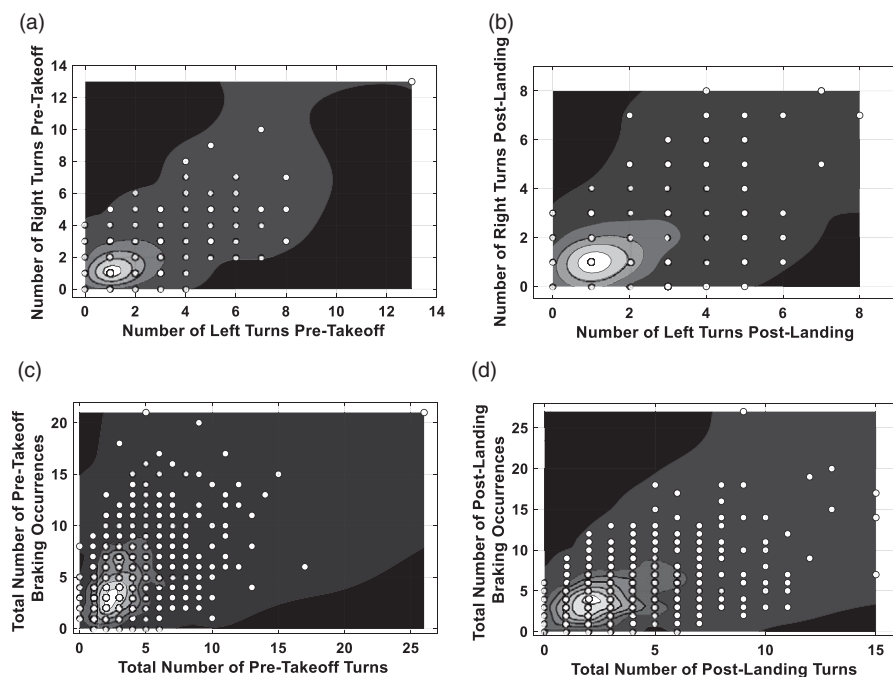 (a)
Number of Right Turns Pre-Takeoff
14
12
10
8
6
4
2
0
0 2 4 6 8 10 12 14
Number of Left Turns Pre-Takeoff
(b)
Number of Right Turns Post-Landing
8
6
4
2
0
0 2 4 6 8
Number of Left Turns Post-Landing
(c)
Total Number of Pre-Takeoff
Braking Occurrences
20
15
10
5
0
0 5 10 15 20 25
Total Number of Pre-Takeoff Turns
(d)
Total Number of Post-Landing
Braking Occurrences
25
20
15
10
5
0
0 5 10 15
Total Number of Post-Landing Turns